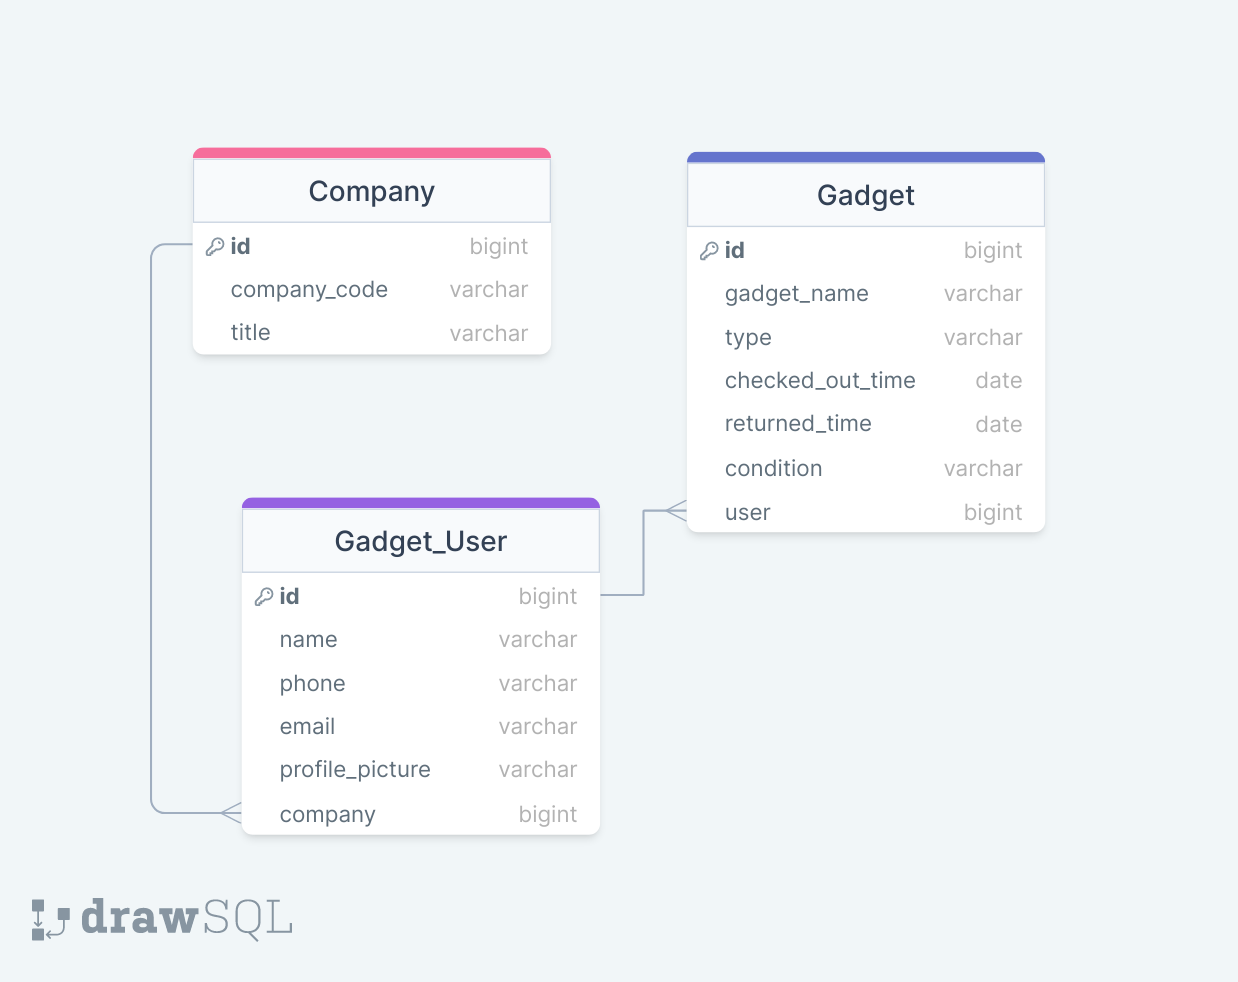 Company
id bigint
company_code varchar
title varchar
Gadget
id bigint
gadget_name varchar
type varchar
checked_out_time date
returned_time date
condition varchar
user bigint
Gadget_User
id bigint
name varchar
phone varchar
email varchar
profile_picture varchar
company bigint
drawSQL